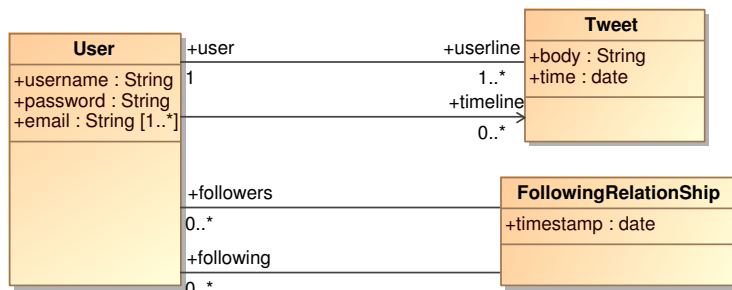 User
+username : String
+password : String
+email : String [1..*]
+user
1
+userline
1..*
+timeline
0..*
Tweet
+body : String
+time : date
+followers
0..*
+following
0..*
FollowingRelationShip
+timestamp : date